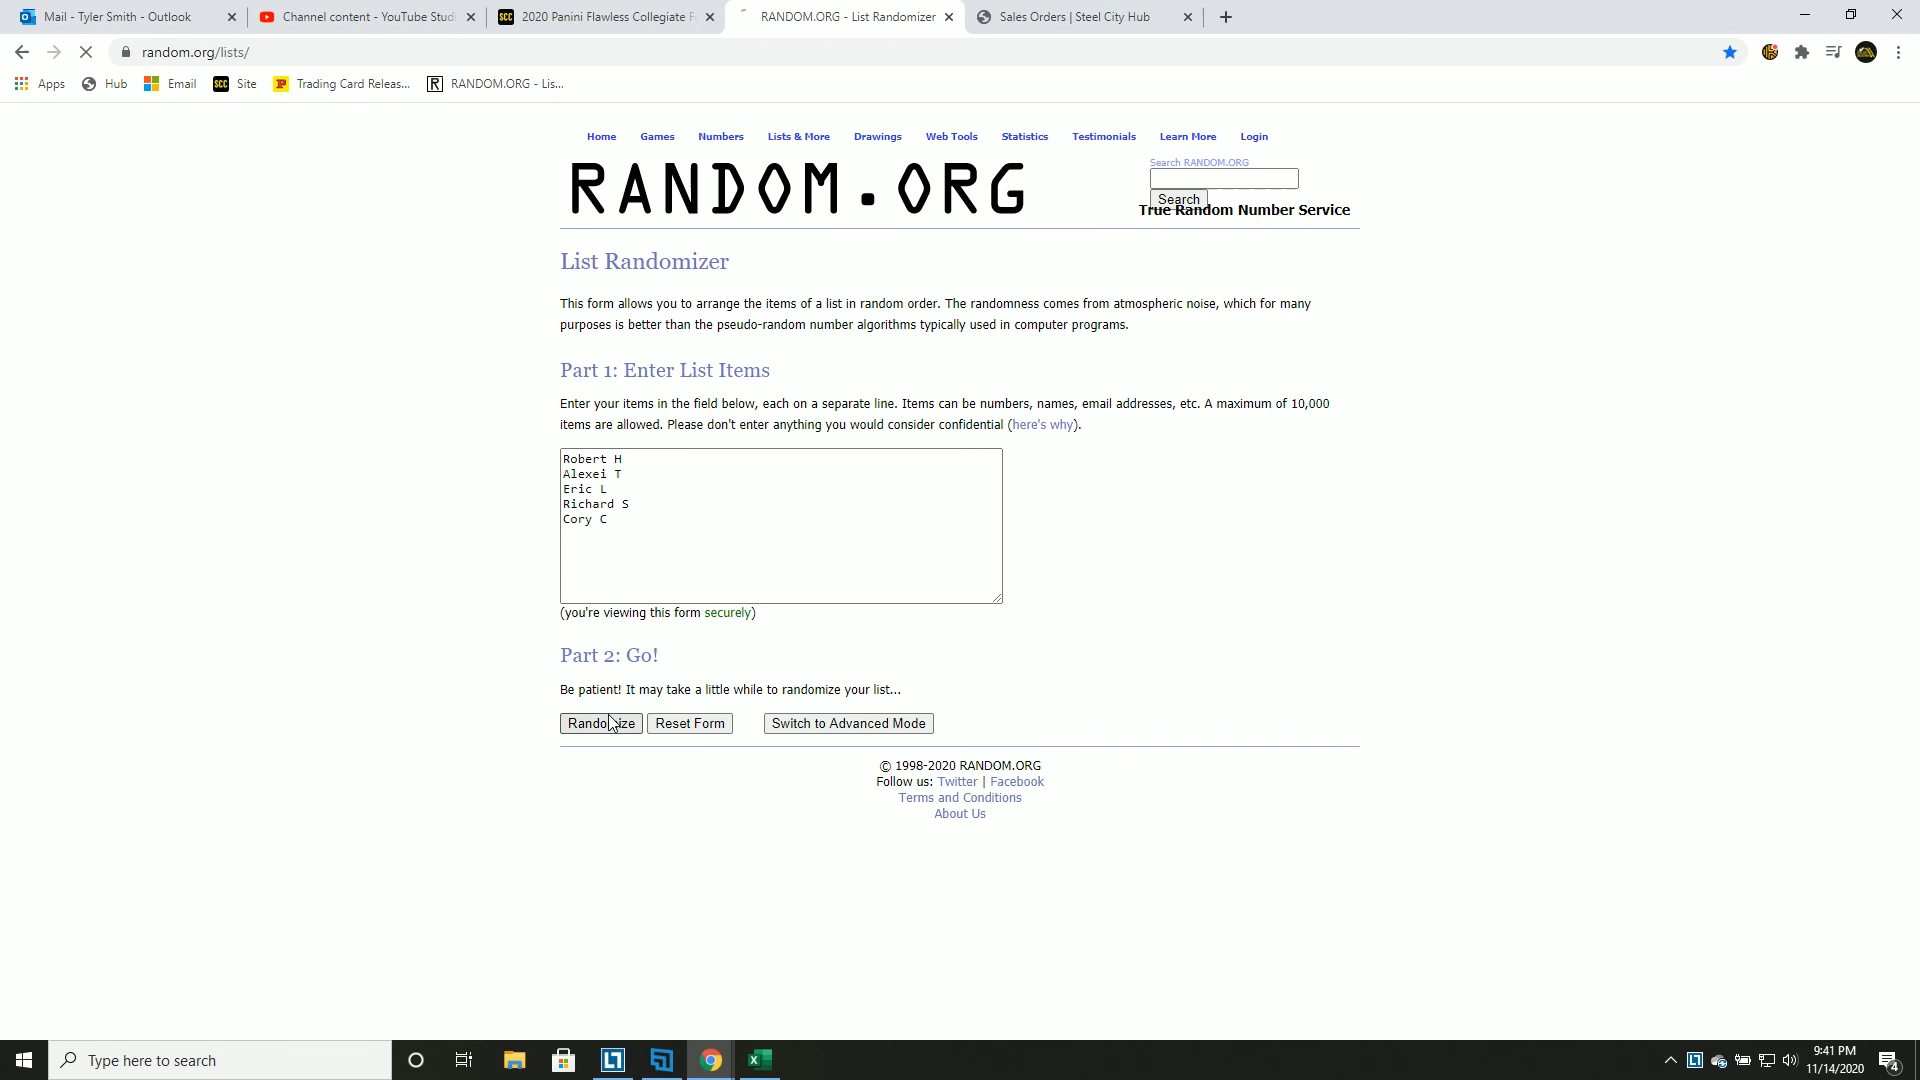 Mail - Tyler Smith - Outlook
Channel content - YouTube Studi
SCC 2020 Panini Flawless Collegiate F
RANDOM.ORG - List Randomizer
Sales Orders | Steel City Hub
random.org/lists/
Apps
Hub
Email
SCC Site
P Trading Card Releas...
R RANDOM.ORG - Lis...
Home Games Numbers Lists & More Drawings Web Tools Statistics Testimonials Learn More Login
RANDOM.ORG
Search RANDOM.ORG
Search
True Random Number Service
List Randomizer
This form allows you to arrange the items of a list in random order. The randomness comes from atmospheric noise, which for many
purposes is better than the pseudo-random number algorithms typically used in computer programs.
Part 1: Enter List Items
Enter your items in the field below, each on a separate line. Items can be numbers, names, email addresses, etc. A maximum of 10,000
items are allowed. Please don't enter anything you would consider confidential (here's why).
Robert H
Alexei T
Eric L
Richard S
Cory C
(you're viewing this form securely)
Part 2: Go!
Be patient! It may take a little while to randomize your list...
Randomize Reset Form Switch to Advanced Mode
© 1998-2020 RANDOM.ORG
Follow us: Twitter | Facebook
Terms and Conditions
About Us
Type here to search
9:41 PM
11/14/2020
4